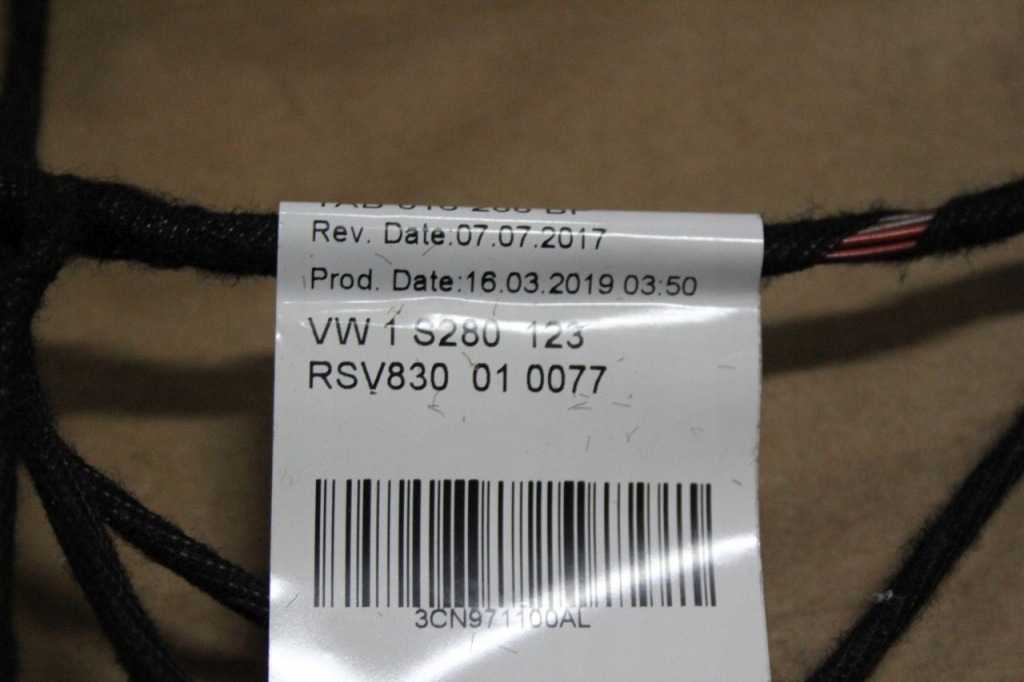 Rev. Date:07.07.2017
Prod. Date:16.03.2019 03:50
VW 1 S280 123
RSV830 01 0077
3CN971100AL